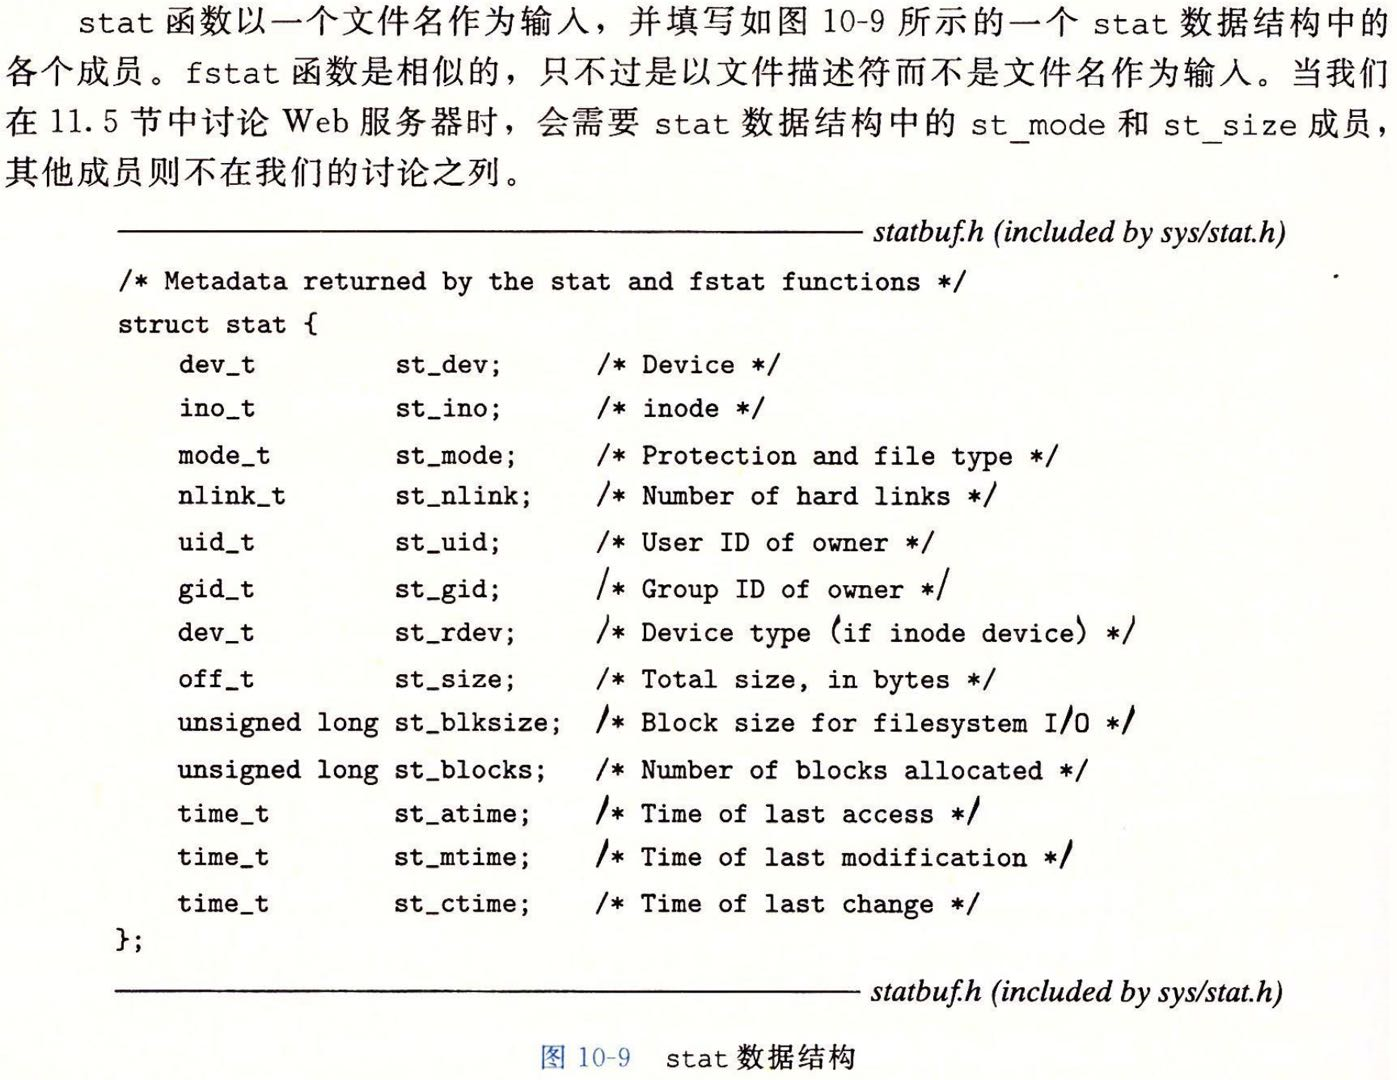 stat 函数以一个文件名作为输入，并填写如图 10-9 所示的一个 stat 数据结构中的
各个成员。fstat 函数是相似的，只不过是以文件描述符而不是文件名作为输入。当我们
在 11.5 节中讨论 Web 服务器时，会需要 stat 数据结构中的 st_mode 和 st_size 成员，
其他成员则不在我们的讨论之列。
statbuf.h (included by sys/stat.h)
/* Metadata returned by the stat and fstat functions */
struct stat {
    dev_t         st_dev;      /* Device */
    ino_t         st_ino;      /* inode */
    mode_t        st_mode;     /* Protection and file type */
    nlink_t       st_nlink;    /* Number of hard links */
    uid_t         st_uid;      /* User ID of owner */
    gid_t         st_gid;      /* Group ID of owner */
    dev_t         st_rdev;     /* Device type (if inode device) */
    off_t         st_size;     /* Total size, in bytes */
    unsigned long st_blksize;  /* Block size for filesystem I/O */
    unsigned long st_blocks;   /* Number of blocks allocated */
    time_t        st_atime;    /* Time of last access */
    time_t        st_mtime;    /* Time of last modification */
    time_t        st_ctime;    /* Time of last change */
};
statbuf.h (included by sys/stat.h)
图 10-9 stat 数据结构